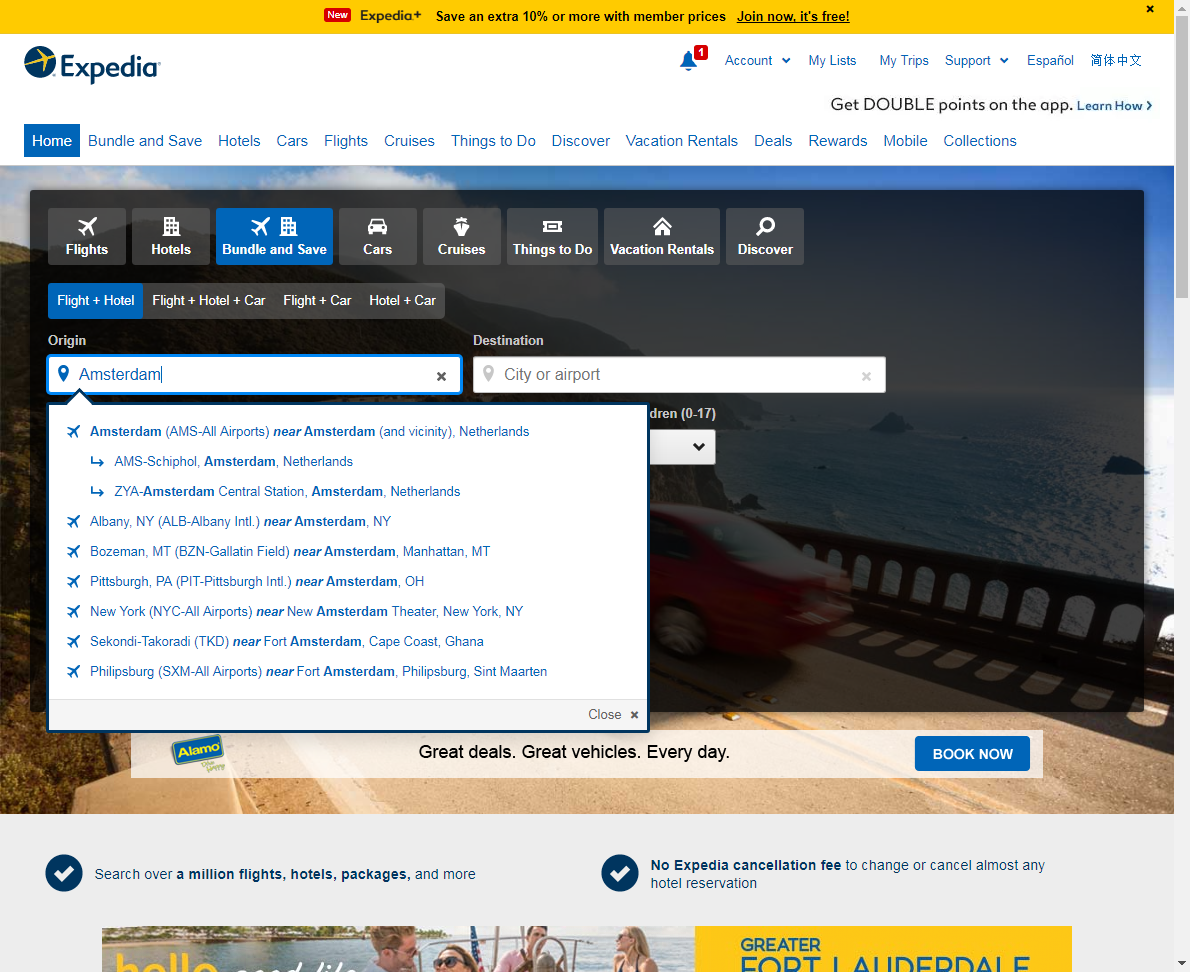 New Expedia+ Save an extra 10% or more with member prices Join now, it's free!
Expedia
1 Account My Lists My Trips Support Español 简体中文
Get DOUBLE points on the app. Learn How
Home Bundle and Save Hotels Cars Flights Cruises Things to Do Discover Vacation Rentals Deals Rewards Mobile Collections
Flights Hotels Bundle and Save Cars Cruises Things to Do Vacation Rentals Discover
Flight + Hotel Flight + Hotel + Car Flight + Car Hotel + Car
Origin Destination
Amsterdam City or airport
dren (0-17)
Amsterdam (AMS-All Airports) near Amsterdam (and vicinity), Netherlands
AMS-Schiphol, Amsterdam, Netherlands
ZYA-Amsterdam Central Station, Amsterdam, Netherlands
Albany, NY (ALB-Albany Intl.) near Amsterdam, NY
Bozeman, MT (BZN-Gallatin Field) near Amsterdam, Manhattan, MT
Pittsburgh, PA (PIT-Pittsburgh Intl.) near Amsterdam, OH
New York (NYC-All Airports) near New Amsterdam Theater, New York, NY
Sekondi-Takoradi (TKD) near Fort Amsterdam, Cape Coast, Ghana
Philipsburg (SXM-All Airports) near Fort Amsterdam, Philipsburg, Sint Maarten
Close
Alamo Great deals. Great vehicles. Every day. BOOK NOW
Search over a million flights, hotels, packages, and more
No Expedia cancellation fee to change or cancel almost any
hotel reservation
hello good life
GREATER
FORT LAUDERDALE